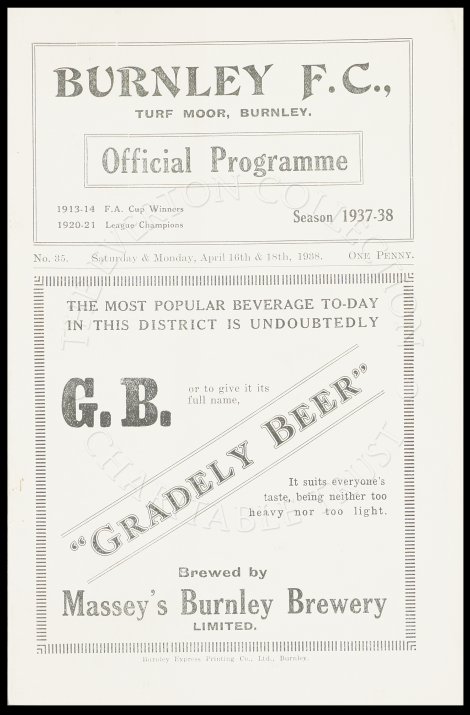 BURNLEY F.C.,
TURF MOOR, BURNLEY.
Official Programme
1913-14 F.A. Cup Winners
1920-21 League Champions
Season 1937-38
No. 35. Saturday & Monday, April 16th & 18th, 1938. ONE PENNY.
THE MOST POPULAR BEVERAGE TO-DAY
IN THIS DISTRICT IS UNDOUBTEDLY
G.B.
or to give it its
full name,
"GRADELY BEER"
It suits everyone's
taste, being neither too
heavy nor too light.
Brewed by
Massey's Burnley Brewery
LIMITED.
Burnley Express Printing Co., Ltd., Burnley.